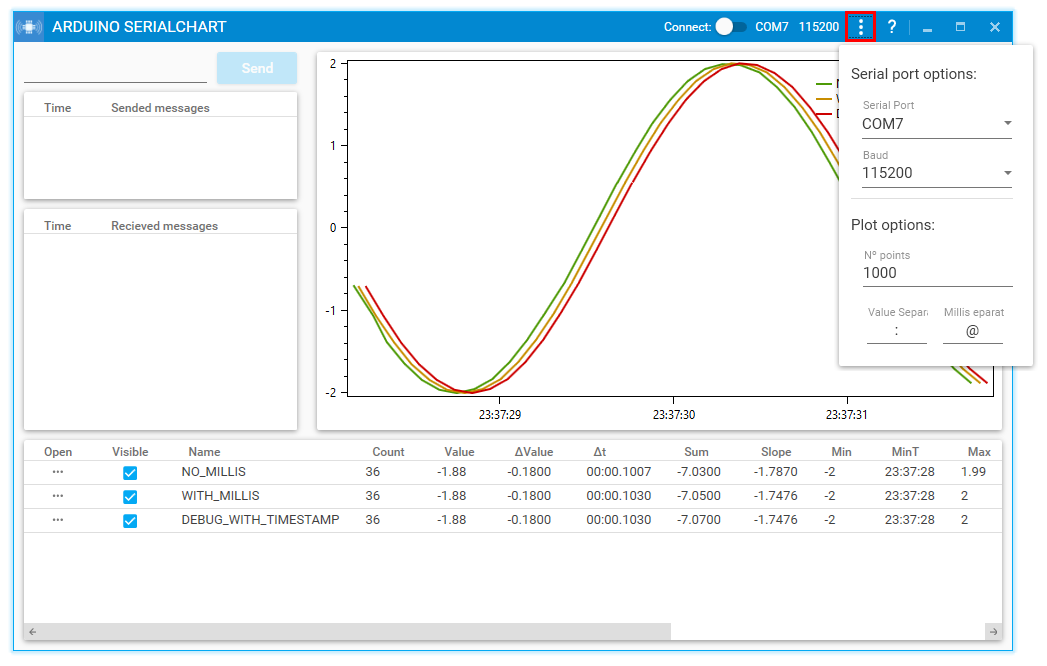 ARDUINO SERIALCHART
Connect: COM7 115200 ?
Send
Time Sended messages
Time Recieved messages
2
1
0
-1
-2
23:37:29 23:37:30 23:37:31
Serial port options:
Serial Port
COM7
Baud
115200
Plot options:
Nº points
1000
Value Separ Millis eparat
: @
Open Visible Name Count Value ΔValue Δt Sum Slope Min MinT Max
... NO_MILLIS 36 -1.88 -0.1800 00:00.1007 -7.0300 -1.7870 -2 23:37:28 1.99
... WITH_MILLIS 36 -1.88 -0.1800 00:00.1030 -7.0500 -1.7476 -2 23:37:28 2
... DEBUG_WITH_TIMESTAMP 36 -1.88 -0.1800 00:00.1030 -7.0700 -1.7476 -2 23:37:28 2